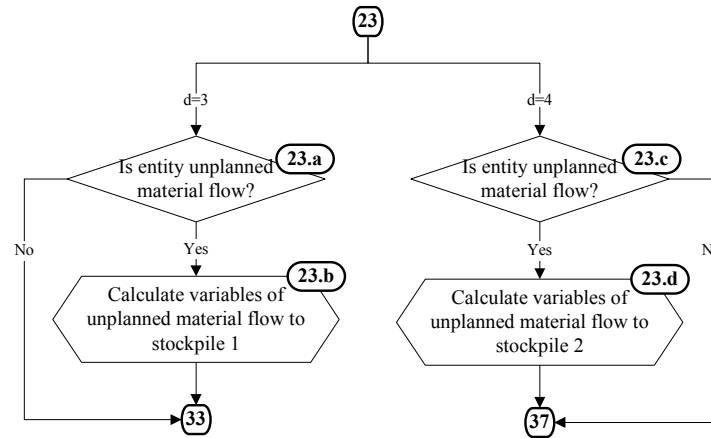 23
d=3
d=4
23.a
Is entity unplanned
material flow?
23.c
Is entity unplanned
material flow?
No
Yes
Yes
N
23.b
Calculate variables of
unplanned material flow to
stockpile 1
23.d
Calculate variables of
unplanned material flow to
stockpile 2
33
37